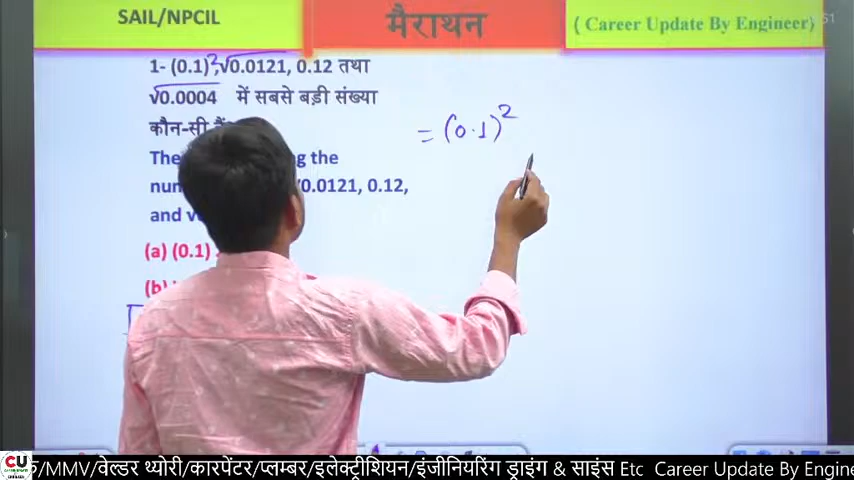 SAIL/NPCIL
मैराथन
( Career Update By Engineer)
1- (0.1)²,√0.0121, 0.12 तथा
√0.0004 में सबसे बड़ी संख्या
कौन-सी
= (0.1)²
The g the
/0.0121, 0.12,
and
(a) (0.1)
(b)
/MMV/वेल्डर थ्योरी/कारपेंटर/प्लम्बर/इलेक्ट्रीशियन/इंजीनियरिंग ड्राइंग & साइंस Etc Career Update By Engine
CU